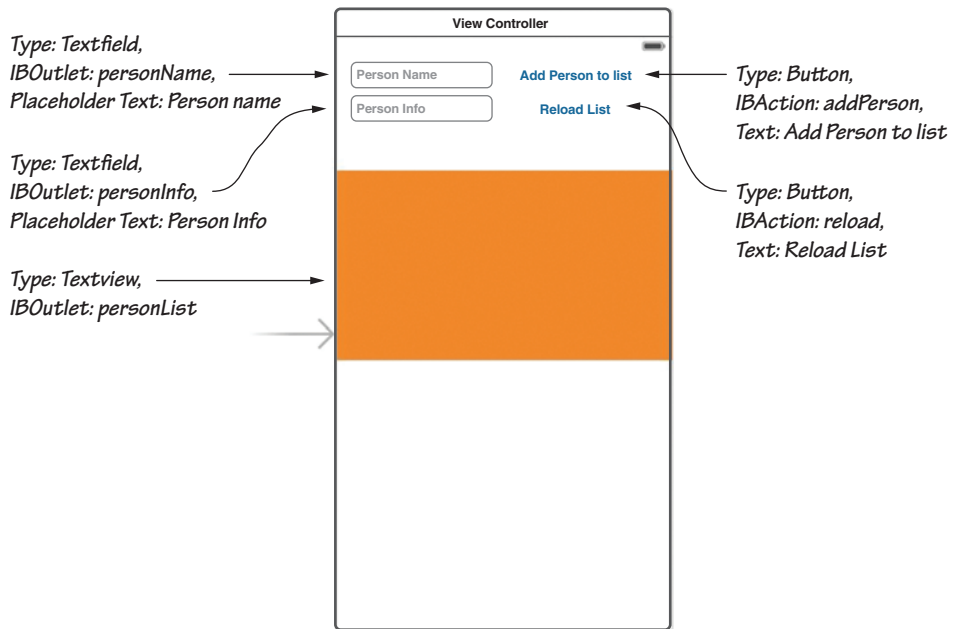 View Controller
Type: Textfield,
IBOutlet: personName,
Placeholder Text: Person name
Person Name
Add Person to list
Type: Button,
IBAction: addPerson,
Text: Add Person to list
Person Info
Reload List
Type: Textfield,
IBOutlet: personInfo,
Placeholder Text: Person Info
Type: Button,
IBAction: reload,
Text: Reload List
Type: Textview,
IBOutlet: personList